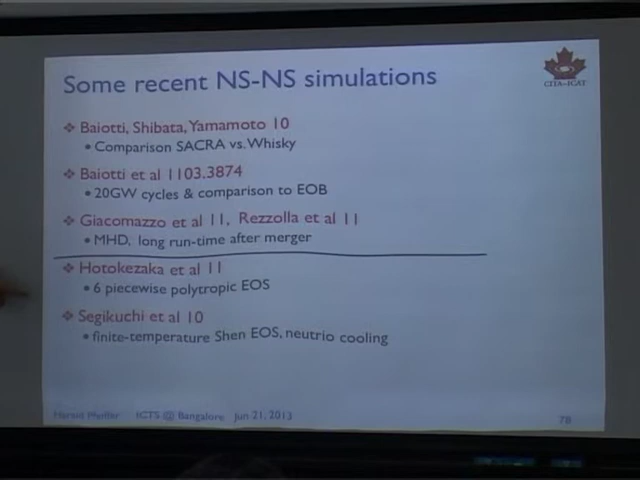 Some recent NS-NS simulations
CITA-ICAT
❖ Baiotti, Shibata, Yamamoto 10
• Comparison SACRA vs. Whisky
❖ Baiotti et al 1103.3874
• 20GW cycles & comparison to EOB
❖ Giacomazzo et al 11, Rezzolla et al 11
• MHD, long run-time after merger
❖ Hotokezaka et al 11
• 6 piecewise polytropic EOS
❖ Segikuchi et al 10
• finite-temperature Shen EOS, neutrio cooling
Harald Pfeiffer ICTS @ Bangalore Jun 21, 2013
78